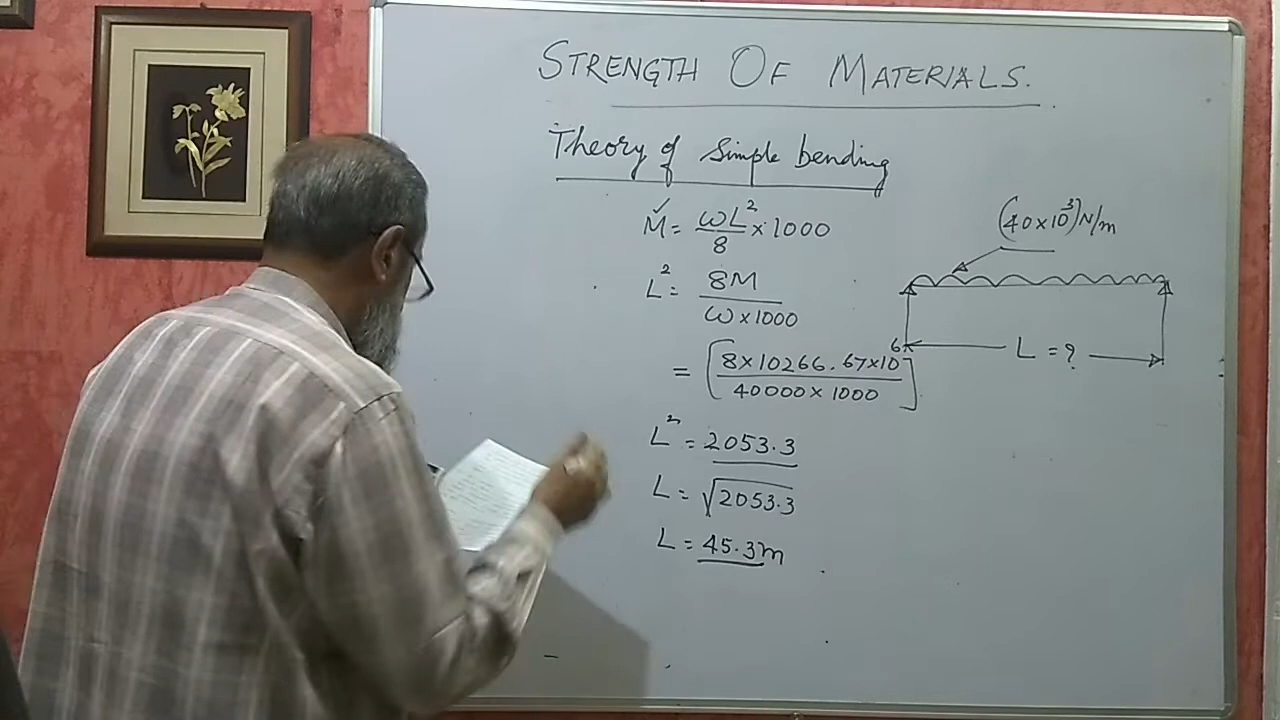 STRENGTH OF MATERIALS.
Theory of Simple bending
M = ωL²/8 × 1000
(40×10³)N/m
L² = 8M/ω×1000
L = ?
= [8×10266.67×10⁶/40000×1000]
L² = 2053.3
L = √2053.3
L = 45.3m